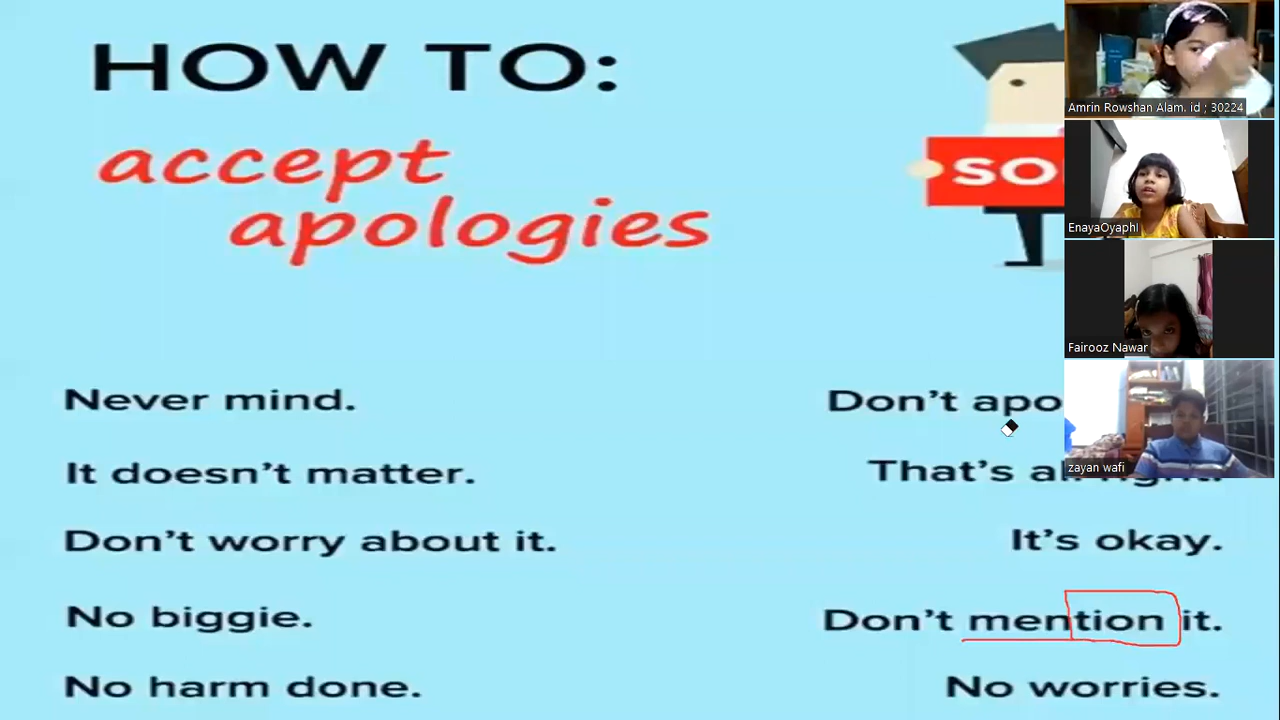 HOW TO:
accept
apologies
SO
Never mind.
Don't apo
It doesn't matter.
That's all right.
Don't worry about it.
It's okay.
No biggie.
Don't mention it.
No harm done.
No worries.
Amrin Rowshan Alam. id ; 30224
EnayaOyaphi
Fairooz Nawar
zayan wafi